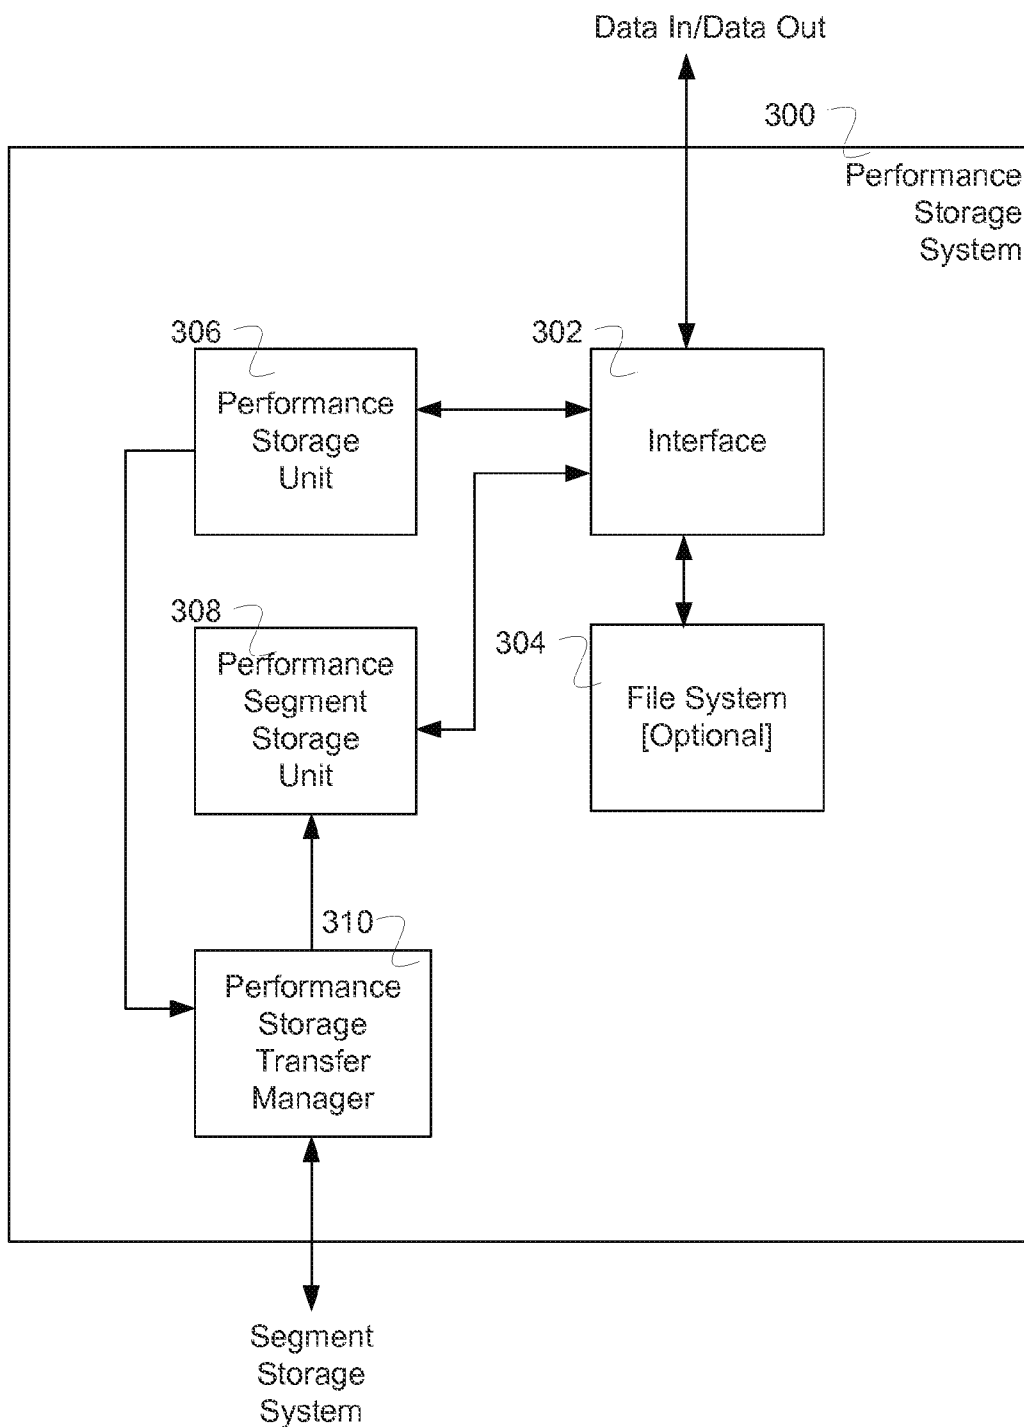 Data In/Data Out
300
Performance
Storage
System
306
302
Performance
Storage
Unit
Interface
308
304
Performance
Segment
Storage
Unit
File System
[Optional]
310
Performance
Storage
Transfer
Manager
Segment
Storage
System